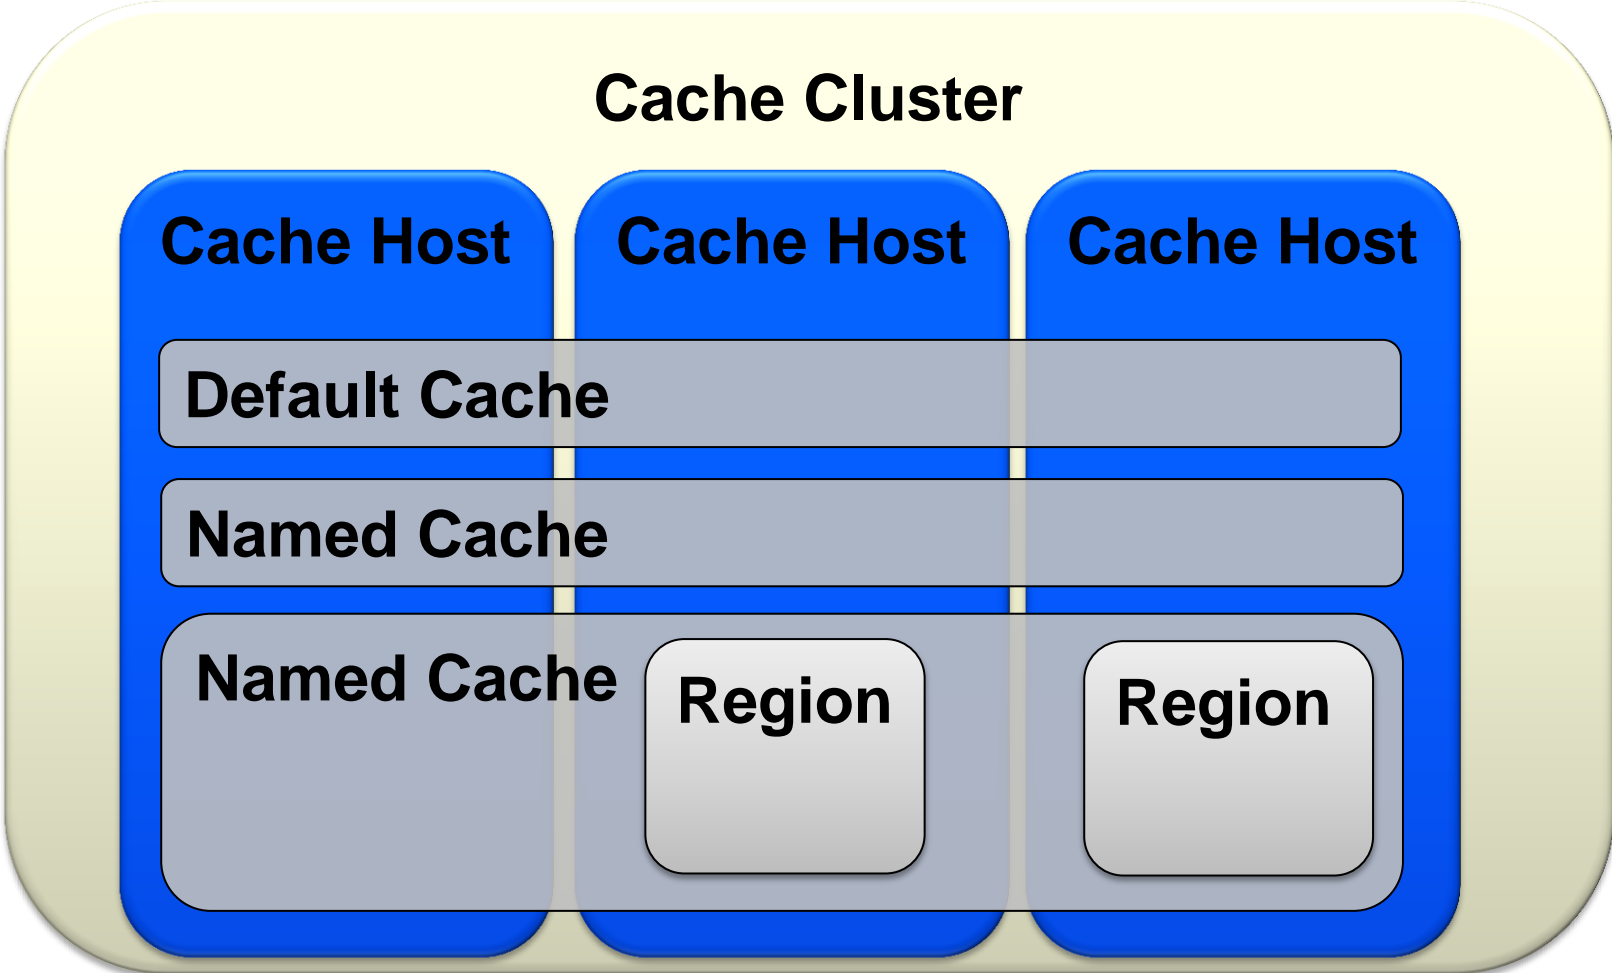 Cache Cluster
Cache Host
Cache Host
Cache Host
Default Cache
Named Cache
Named Cache
Region
Region